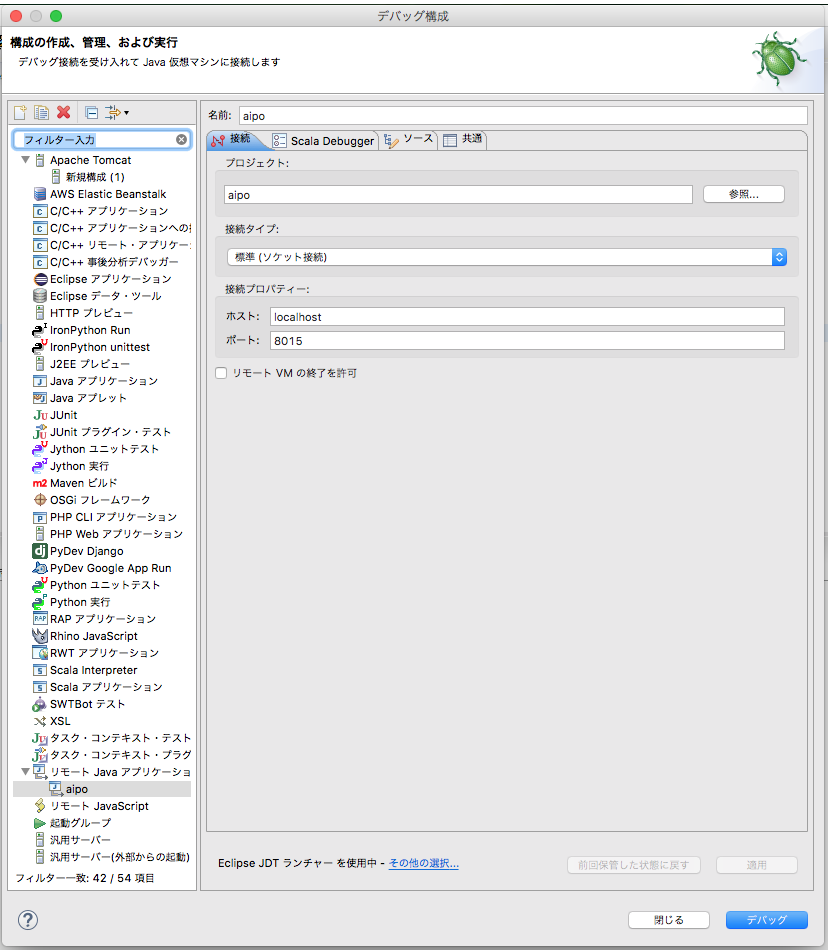 デバッグ構成
構成の作成、管理、および実行
デバッグ接続を受け入れて Java 仮想マシンに接続します
フィルター入力
Apache Tomcat
新規構成 (1)
AWS Elastic Beanstalk
C/C++ アプリケーション
C/C++ アプリケーションへの
C/C++ リモート・アプリケー
C/C++ 事後分析デバッガー
Eclipse アプリケーション
Eclipse データ・ツール
HTTP プレビュー
IronPython Run
IronPython unittest
J2EE プレビュー
Java アプリケーション
Java アプレット
JUnit
JUnit プラグイン・テスト
Jython ユニットテスト
Jython 実行
Maven ビルド
OSGi フレームワーク
PHP CLI アプリケーション
PHP Web アプリケーション
PyDev Django
PyDev Google App Run
Python ユニットテスト
Python 実行
RAP アプリケーション
Rhino JavaScript
RWT アプリケーション
Scala Interpreter
Scala アプリケーション
SWTBot テスト
XSL
タスク・コンテキスト・テスト
タスク・コンテキスト・プラグ
リモート Java アプリケーショ
aipo
リモート JavaScript
起動グループ
汎用サーバー
汎用サーバー(外部からの起動)
フィルター一致: 42 / 54 項目
名前: aipo
接続 Scala Debugger ソース 共通
プロジェクト:
aipo 参照...
接続タイプ:
標準 (ソケット接続)
接続プロパティー:
ホスト: localhost
ポート: 8015
リモート VM の終了を許可
Eclipse JDT ランチャー を使用中 - その他の選択...
前回保管した状態に戻す 適用
? 閉じる デバッグ